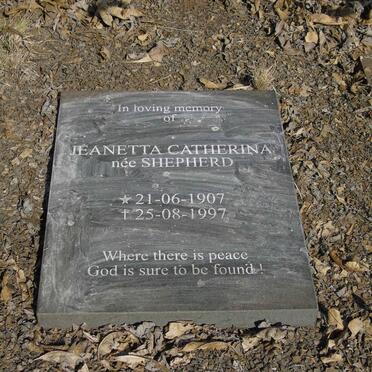 In loving memory
of
JEANETTA CATHERINA
née SHEPHERD
★ 21-06-1907
† 25-08-1997
Where there is peace
God is sure to be found!